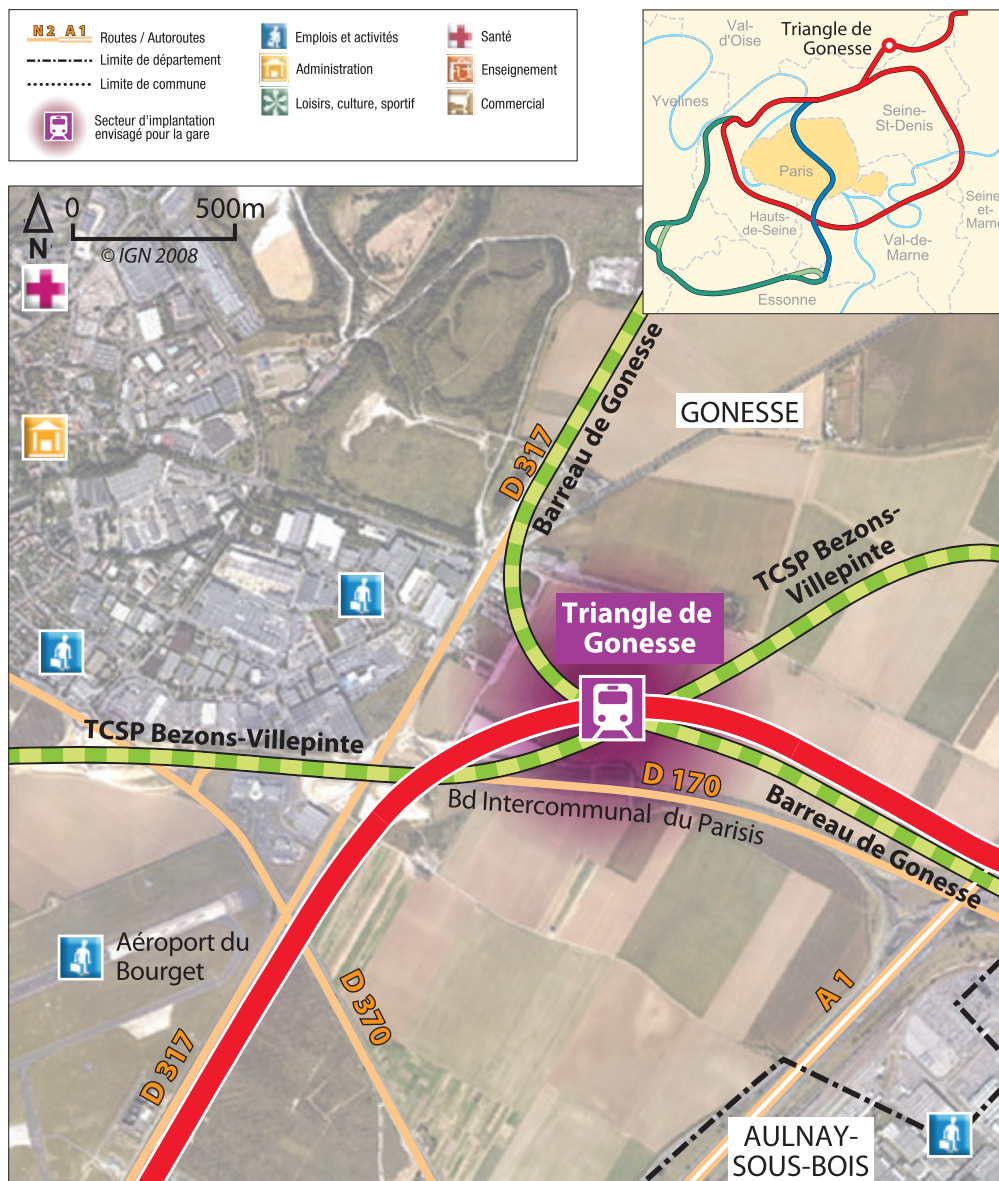 N2 A1
Routes / Autoroutes
Limite de département
Limite de commune
Secteur d'implantation
envisagé pour la gare
Emplois et activités
Administration
Loisirs, culture, sportif
Santé
Enseignement
Commercial
Val-
d'Oise
Triangle de
Gonesse
Yvelines
Seine-
St-Denis
Paris
Hauts-
de-Seine
Seine
et-
Marne
Val-de-
Marne
Essonne
0 500m
N
© IGN 2008
GONESSE
D 317
Barreau de Gonesse
TCSP Bezons-
Villepinte
Triangle de
Gonesse
TCSP Bezons-Villepinte
D 170
Bd Intercommunal du Parisis
Barreau de Gonesse
Aéroport du
Bourget
D 370
D 317
A 1
AULNAY-
SOUS-BOIS